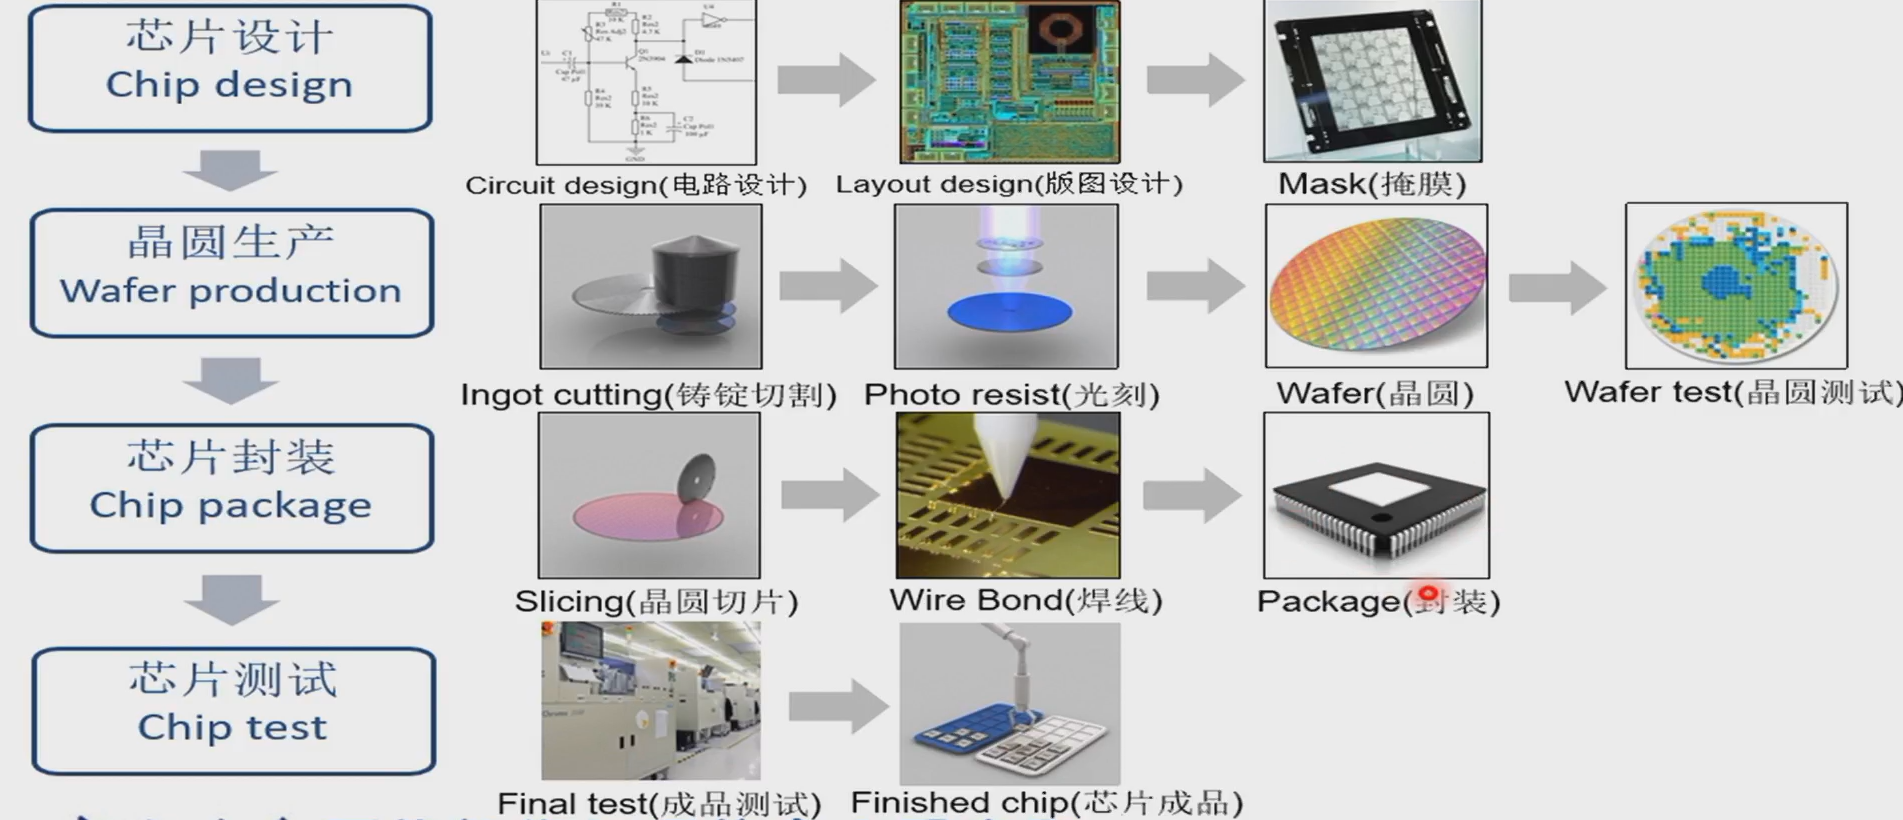 芯片设计
Chip design
Circuit design(电路设计)
Layout design(版图设计)
Mask(掩膜)
晶圆生产
Wafer production
Ingot cutting(铸锭切割)
Photo resist(光刻)
Wafer(晶圆)
Wafer test(晶圆测试)
芯片封装
Chip package
Slicing(晶圆切片)
Wire Bond(焊线)
Package(封装)
芯片测试
Chip test
Final test(成品测试)
Finished chip(芯片成品)